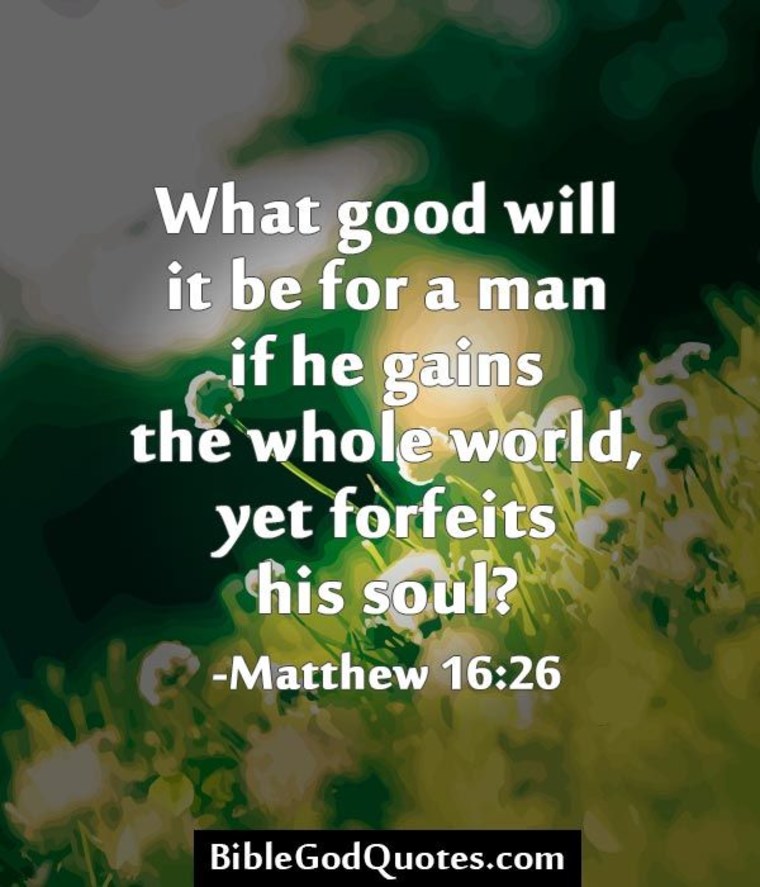 What good will
it be for a man
if he gains
the whole world,
yet forfeits
his soul?
-Matthew 16:26
BibleGodQuotes.com